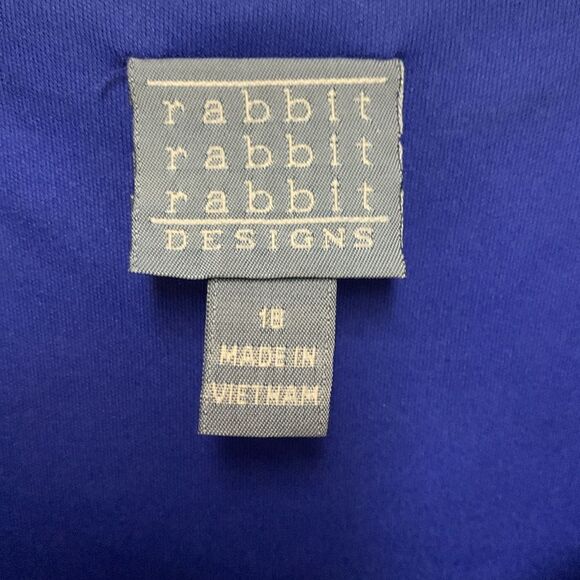 rabbit
rabbit
rabbit
DESIGNS
18
MADE IN
VIETNAM